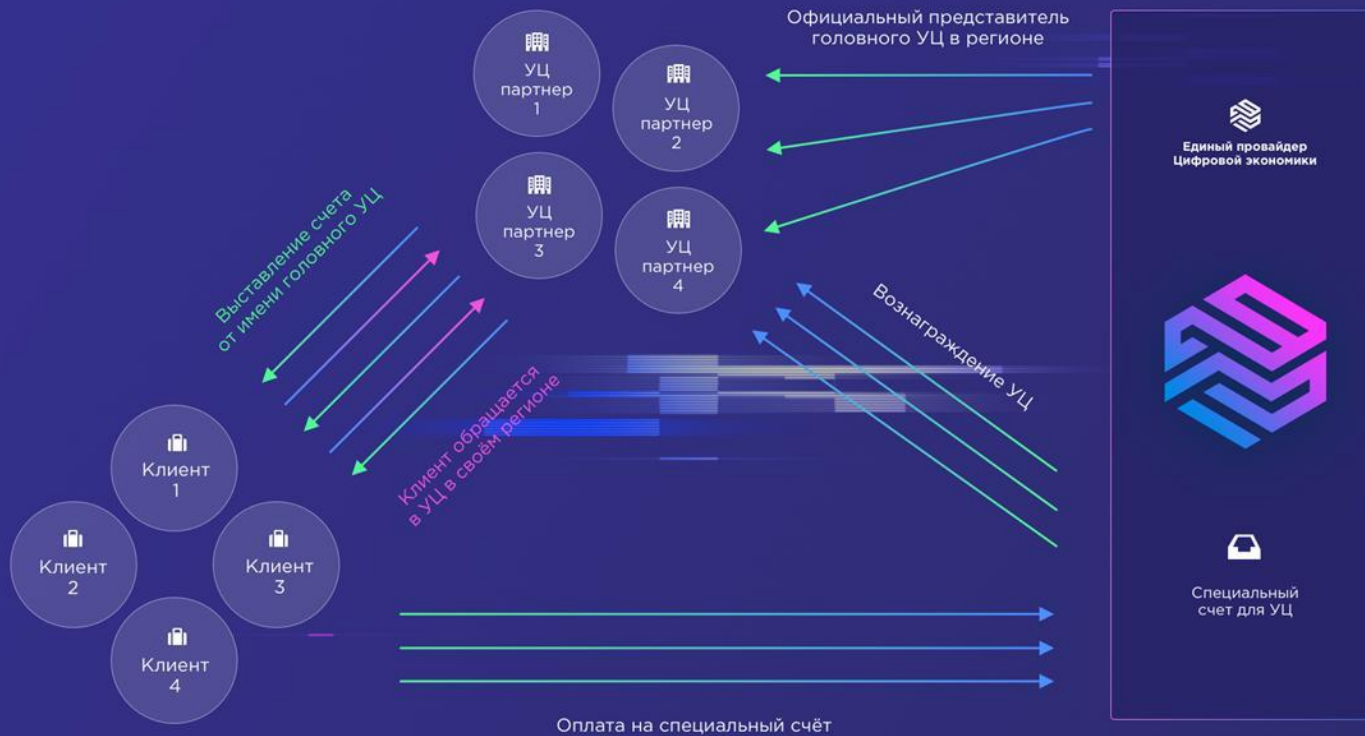 Официальный представитель
головного УЦ в регионе
УЦ
партнер
1
УЦ
партнер
2
УЦ
партнер
3
УЦ
партнер
4
Единый провайдер
Цифровой экономики
Выставление счета
от имени головного УЦ
Клиент обращается
в УЦ в своём регионе
Вознаграждение УЦ
Клиент
1
Клиент
2
Клиент
3
Клиент
4
Специальный
счет для УЦ
Оплата на специальный счёт